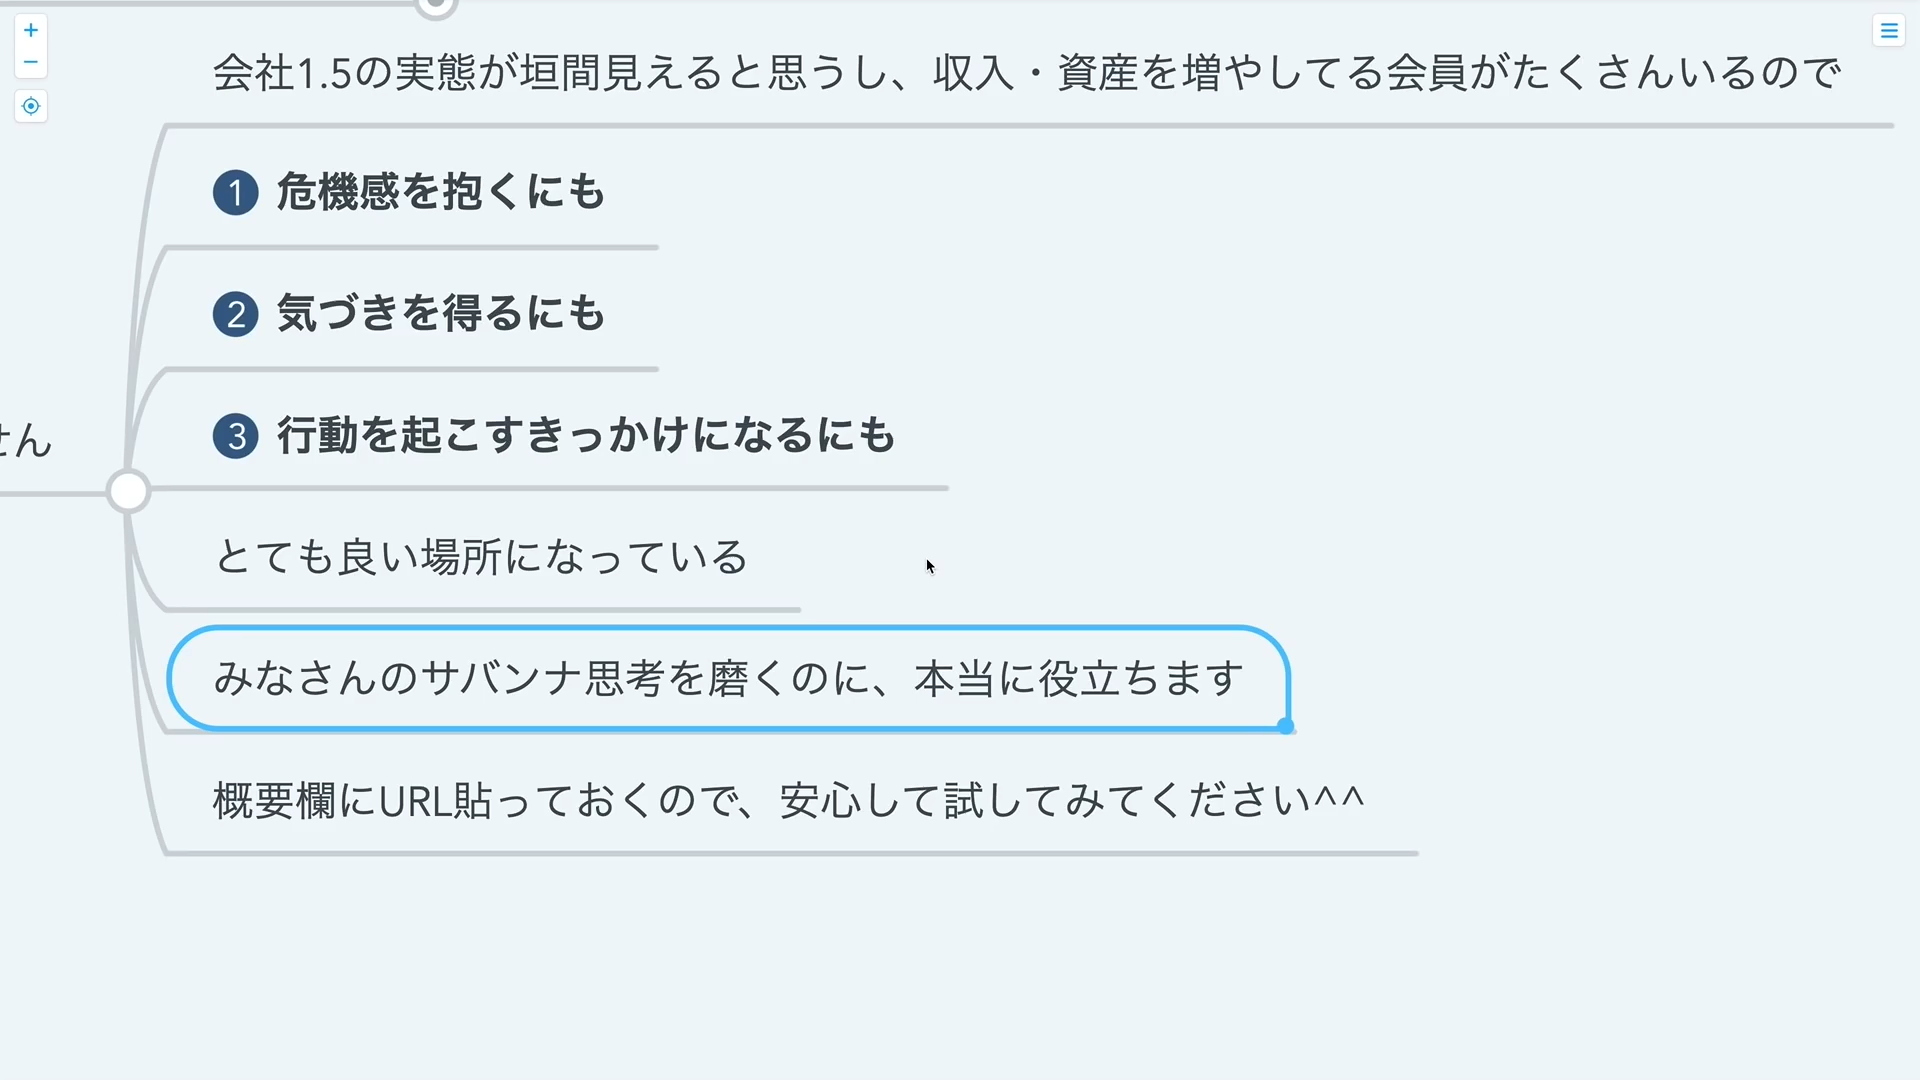 会社1.5の実態が垣間見えると思うし、収入・資産を増やしてる会員がたくさんいるので
1 危機感を抱くにも
2 気づきを得るにも
3 行動を起こすきっかけになるにも
せん
とても良い場所になっている
みなさんのサバンナ思考を磨くのに、本当に役立ちます
概要欄にURL貼っておくので、安心して試してみてください^^